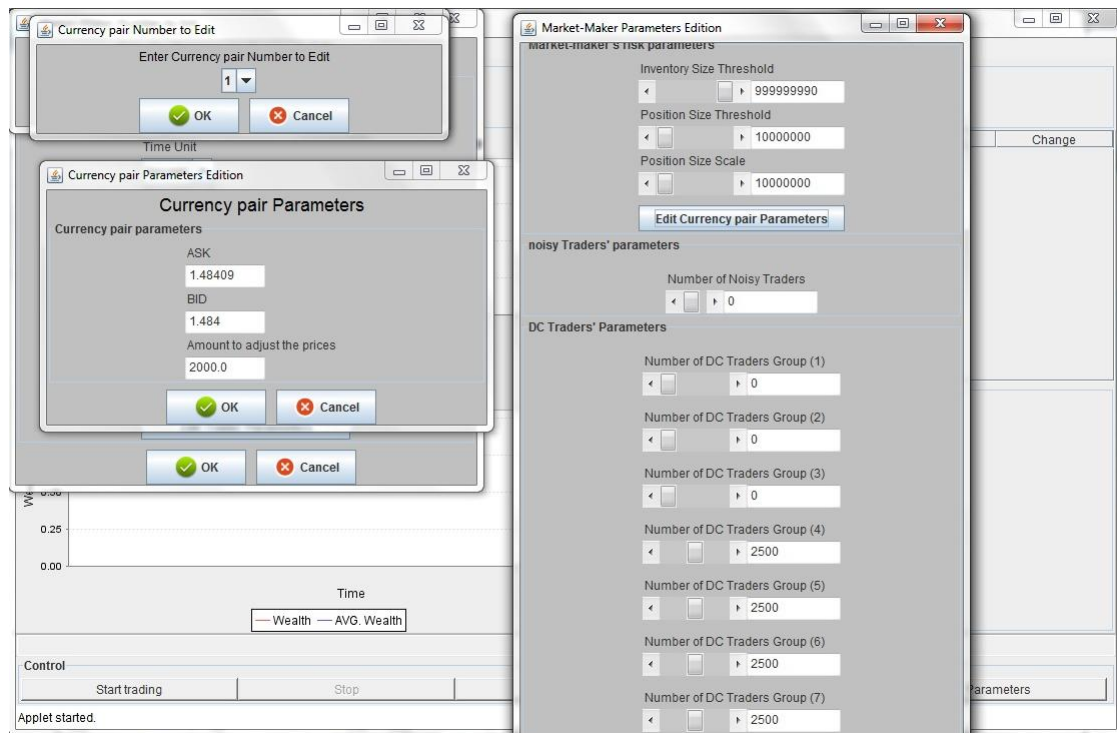 Currency pair Number to Edit
Enter Currency pair Number to Edit
1
OK
Cancel
Time Unit
Currency pair Parameters Edition
Currency pair Parameters
Currency pair parameters
ASK
1.48409
BID
1.484
Amount to adjust the prices
2000.0
OK
Cancel
OK
Cancel
0.25
0.00
Time
Wealth
AVG. Wealth
Control
Start trading
Stop
Applet started.
Market-Maker Parameters Edition
Market-maker's risk parameters
Inventory Size Threshold
999999990
Position Size Threshold
10000000
Position Size Scale
10000000
Edit Currency pair Parameters
noisy Traders' parameters
Number of Noisy Traders
0
DC Traders' Parameters
Number of DC Traders Group (1)
0
Number of DC Traders Group (2)
0
Number of DC Traders Group (3)
0
Number of DC Traders Group (4)
2500
Number of DC Traders Group (5)
2500
Number of DC Traders Group (6)
2500
Number of DC Traders Group (7)
2500
Change
Parameters